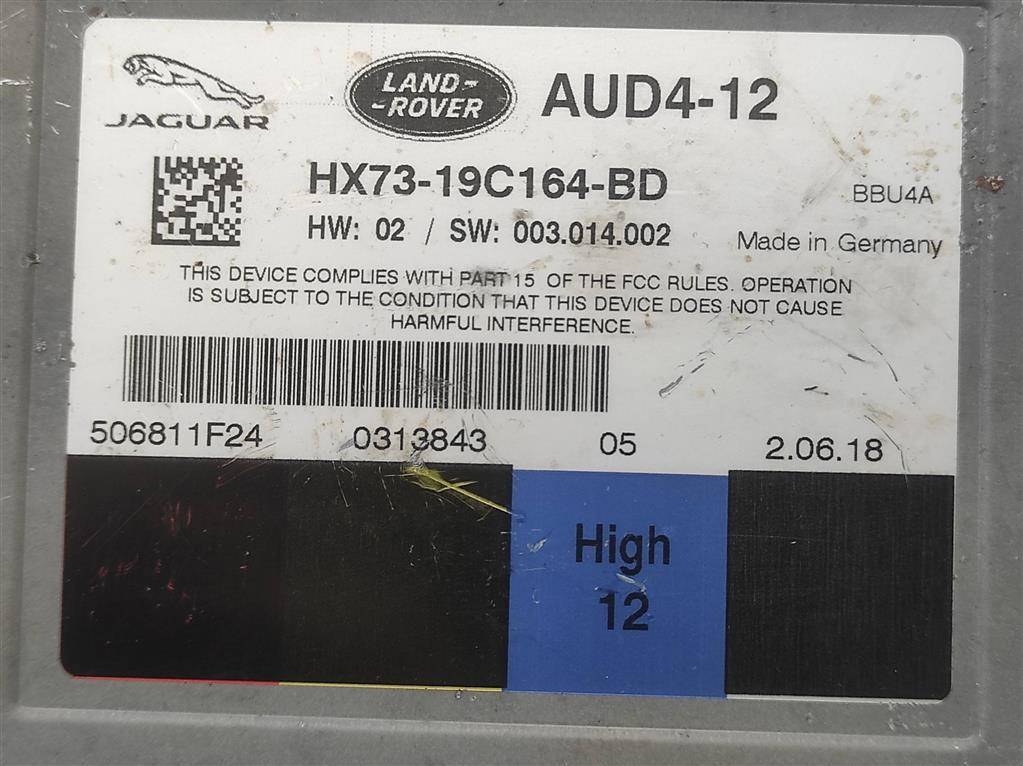 JAGUAR
LAND-
-ROVER
AUD4-12
HX73-19C164-BD
BBU4A
HW: 02 / SW: 003.014.002
Made in Germany
THIS DEVICE COMPLIES WITH PART 15 OF THE FCC RULES. OPERATION
IS SUBJECT TO THE CONDITION THAT THIS DEVICE DOES NOT CAUSE
HARMFUL INTERFERENCE.
506811F24 0313843 05 2.06.18
High
12